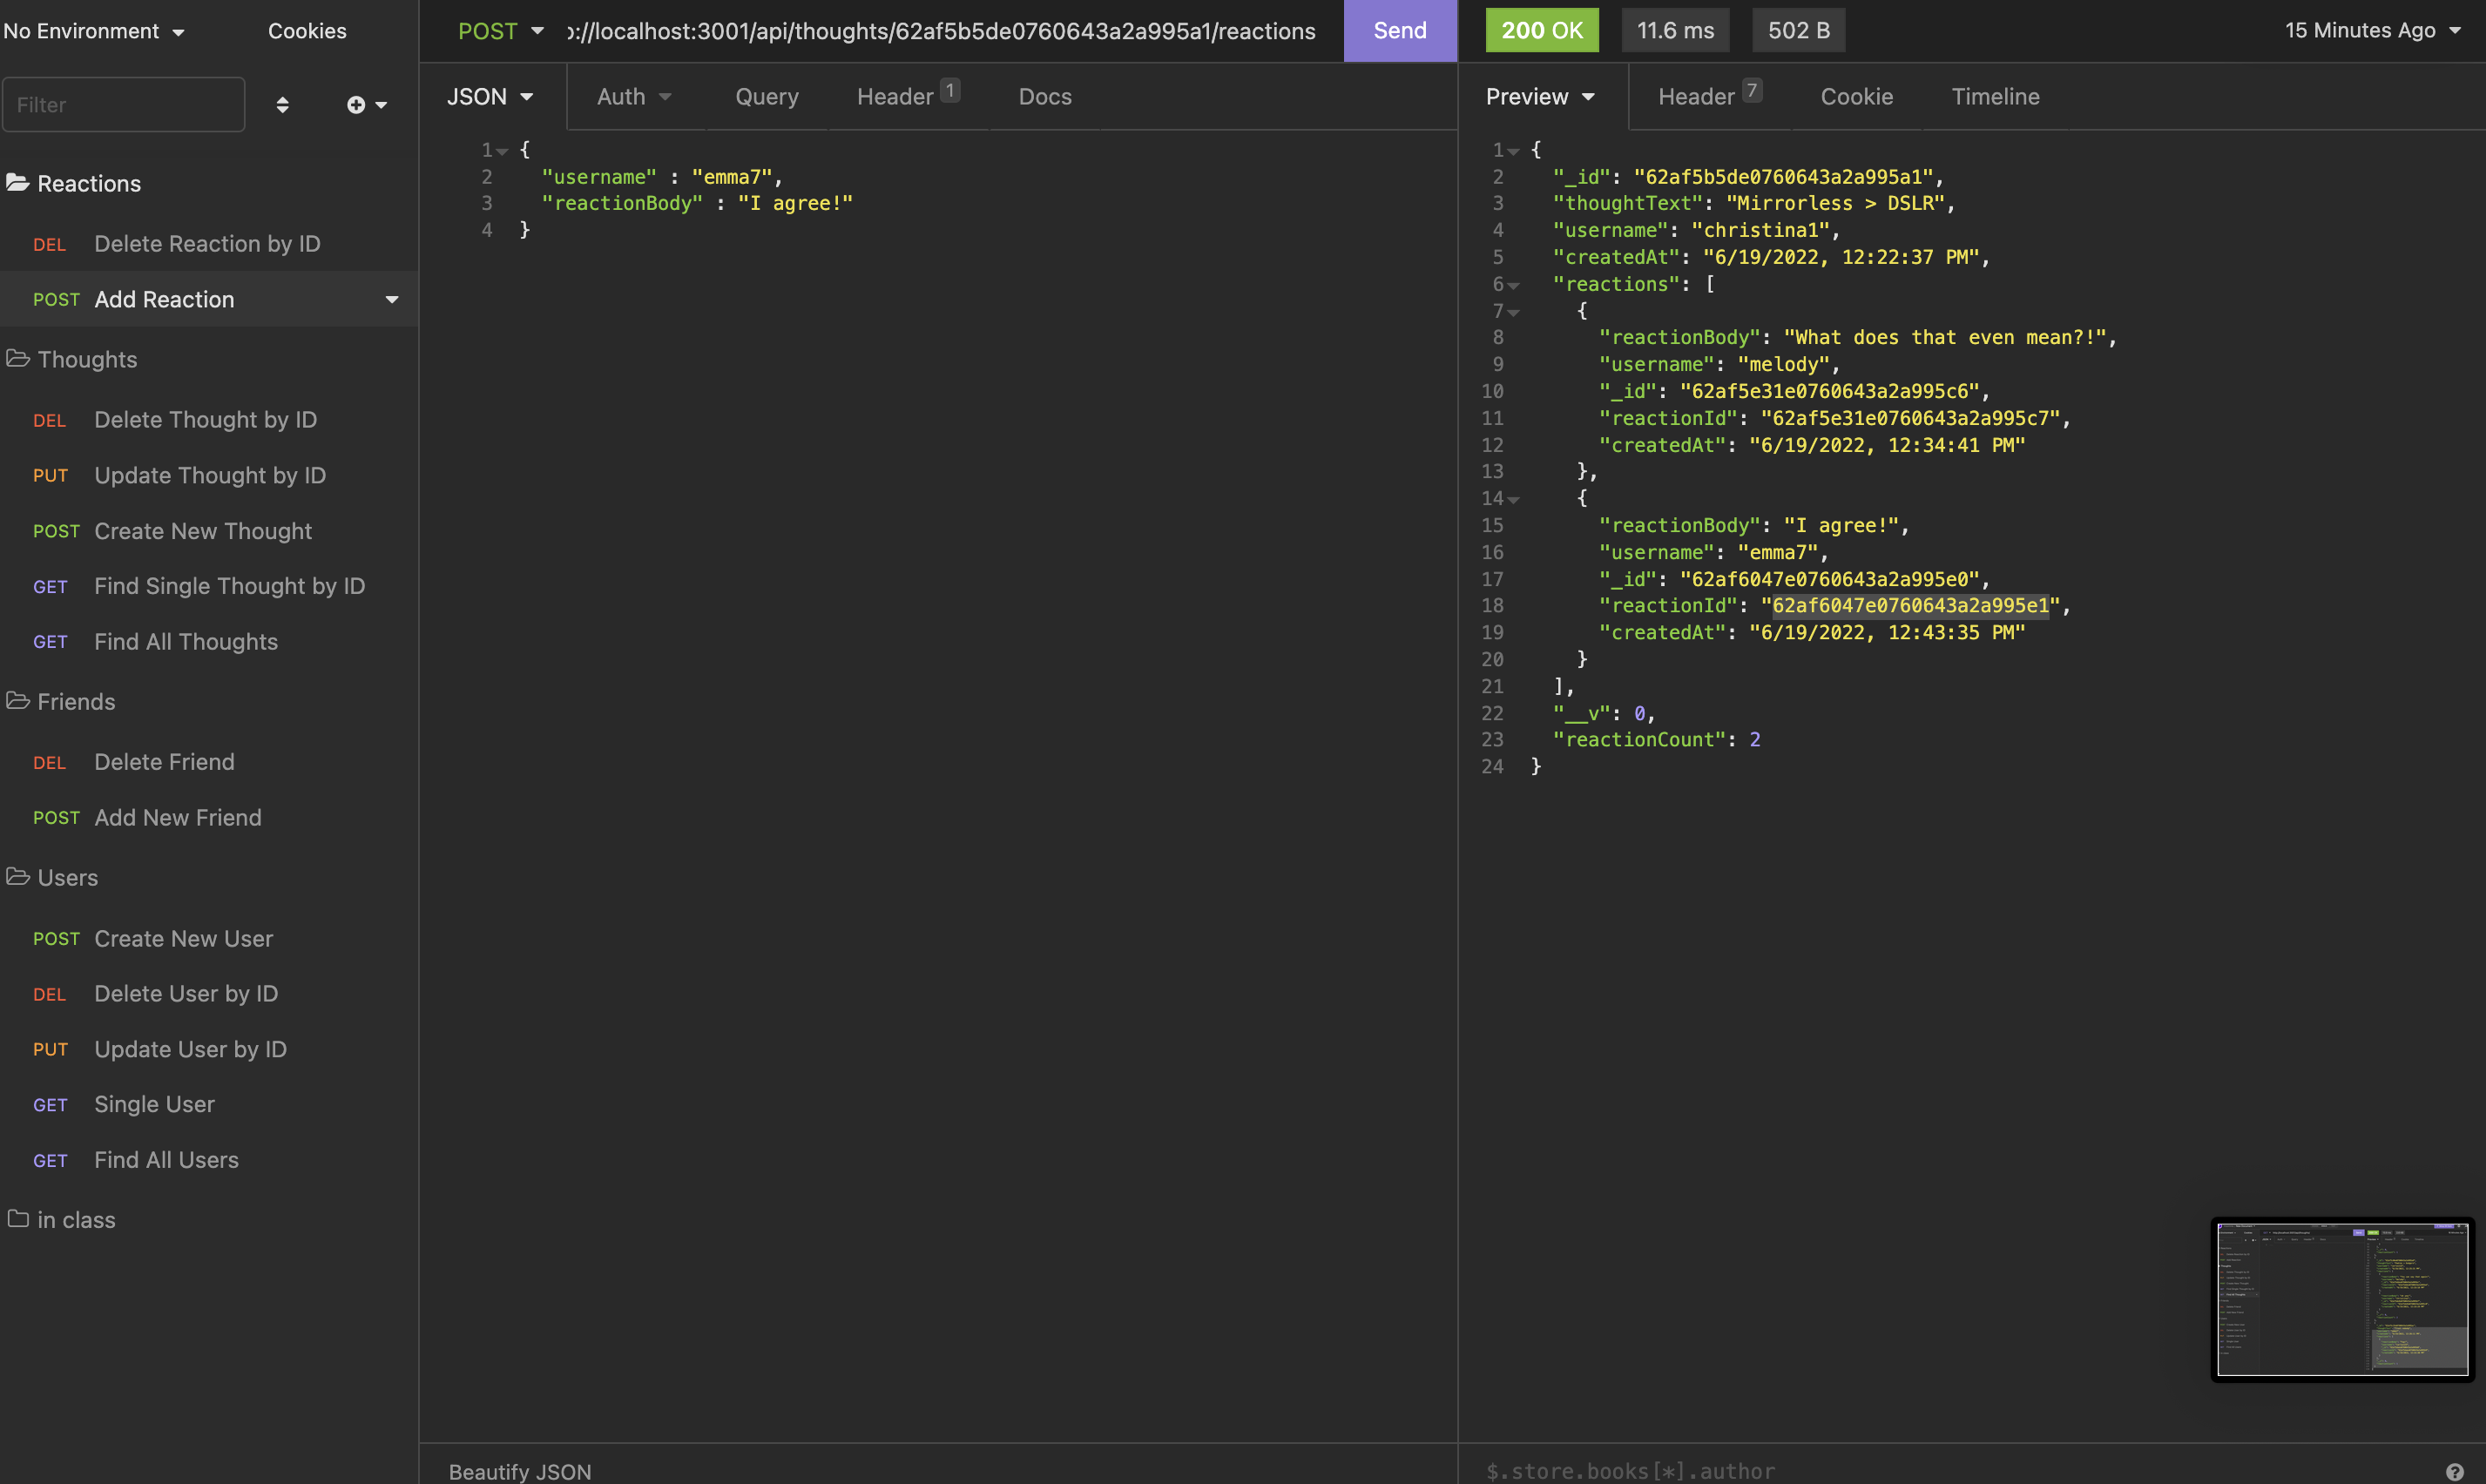 No Environment
Cookies
Filter
Reactions
DEL Delete Reaction by ID
POST Add Reaction
Thoughts
DEL Delete Thought by ID
PUT Update Thought by ID
POST Create New Thought
GET Find Single Thought by ID
GET Find All Thoughts
Friends
DEL Delete Friend
POST Add New Friend
Users
POST Create New User
DEL Delete User by ID
PUT Update User by ID
GET Single User
GET Find All Users
in class
POST ://localhost:3001/api/thoughts/62af5b5de0760643a2a995a1/reactions Send
JSON Auth Query Header 1 Docs
1 {
2 "username" : "emma7",
3 "reactionBody" : "I agree!"
4 }
Beautify JSON
200 OK 11.6 ms 502 B 15 Minutes Ago
Preview Header 7 Cookie Timeline
1 {
2 "_id": "62af5b5de0760643a2a995a1",
3 "thoughtText": "Mirrorless > DSLR",
4 "username": "christina1",
5 "createdAt": "6/19/2022, 12:22:37 PM",
6 "reactions": [
7 {
8 "reactionBody": "What does that even mean?!",
9 "username": "melody",
10 "_id": "62af5e31e0760643a2a995c6",
11 "reactionId": "62af5e31e0760643a2a995c7",
12 "createdAt": "6/19/2022, 12:34:41 PM"
13 },
14 {
15 "reactionBody": "I agree!",
16 "username": "emma7",
17 "_id": "62af6047e0760643a2a995e0",
18 "reactionId": "62af6047e0760643a2a995e1",
19 "createdAt": "6/19/2022, 12:43:35 PM"
20 }
21 ],
22 "__v": 0,
23 "reactionCount": 2
24 }
$.store.books[*].author